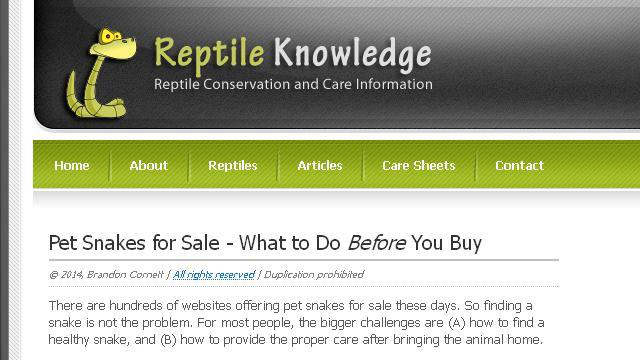 Reptile Knowledge
Reptile Conservation and Care Information
Home About Reptiles Articles Care Sheets Contact
Pet Snakes for Sale - What to Do Before You Buy
© 2014, Brandon Cornett | All rights reserved | Duplication prohibited
There are hundreds of websites offering pet snakes for sale these days. So finding a
snake is not the problem. For most people, the bigger challenges are (A) how to find a
healthy snake, and (B) how to provide the proper care after bringing the animal home.